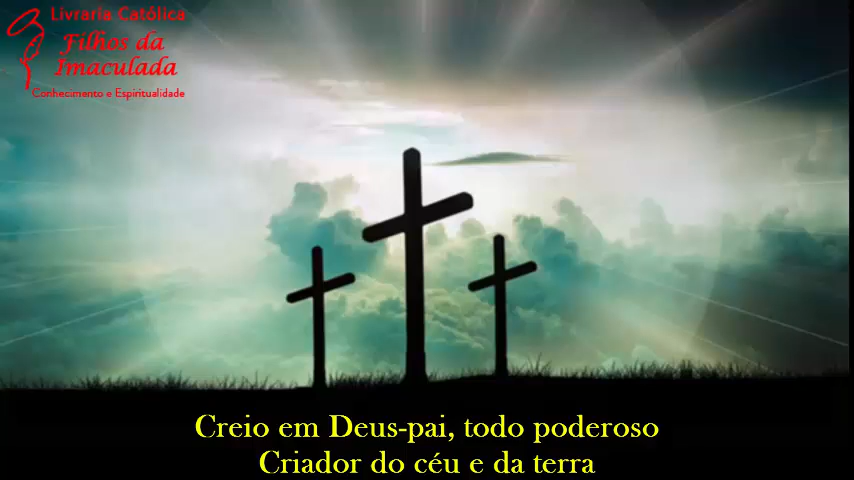 Livraria Católica
Filhos da
Imaculada
Conhecimento e Espiritualidade
Creio em Deus-pai, todo poderoso
Criador do céu e da terra